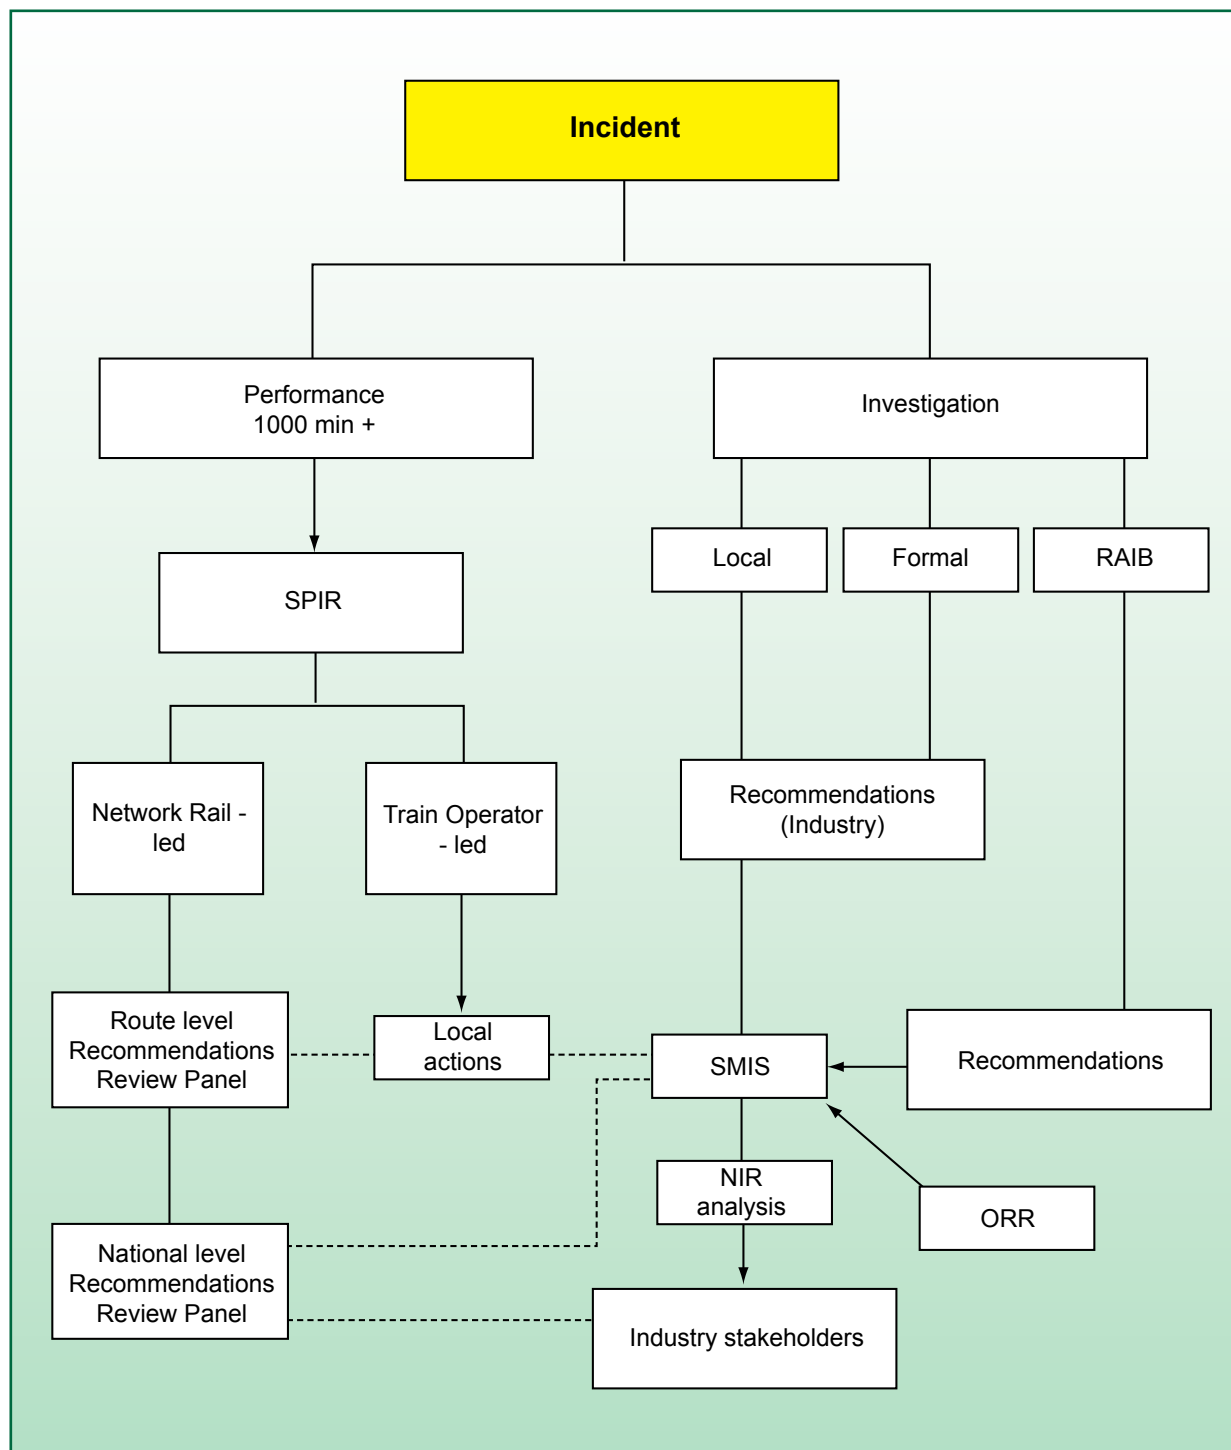 Incident
Performance
1000 min +
Investigation
Local
Formal
RAIB
SPIR
Network Rail -
led
Train Operator
- led
Recommendations
(Industry)
Route level
Recommendations
Review Panel
Local
actions
SMIS
Recommendations
NIR
analysis
ORR
National level
Recommendations
Review Panel
Industry stakeholders